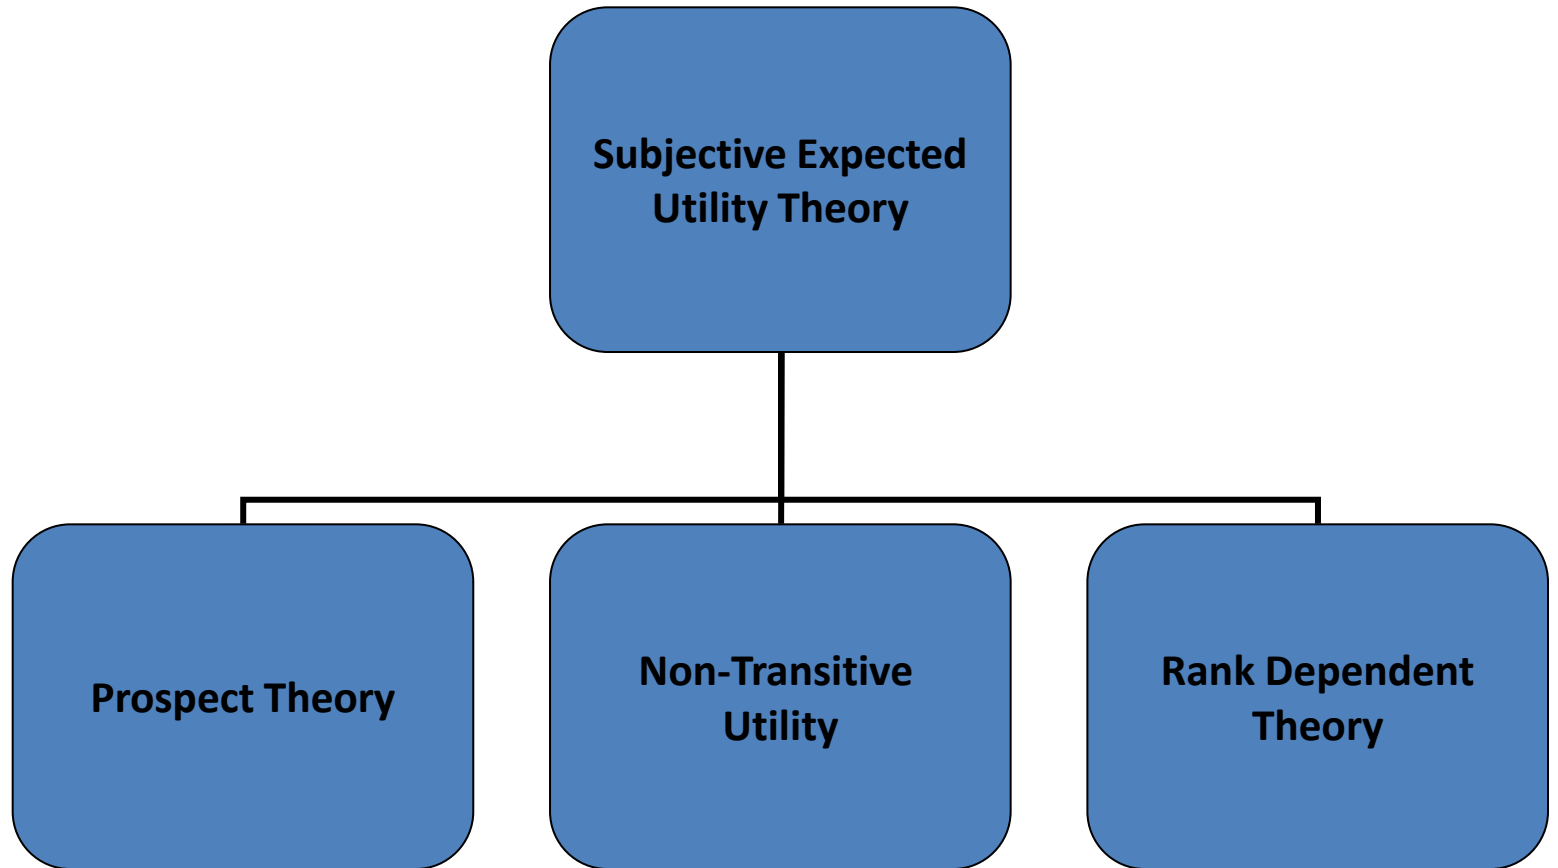 Subjective Expected
Utility Theory
Prospect Theory
Non-Transitive
Utility
Rank Dependent
Theory